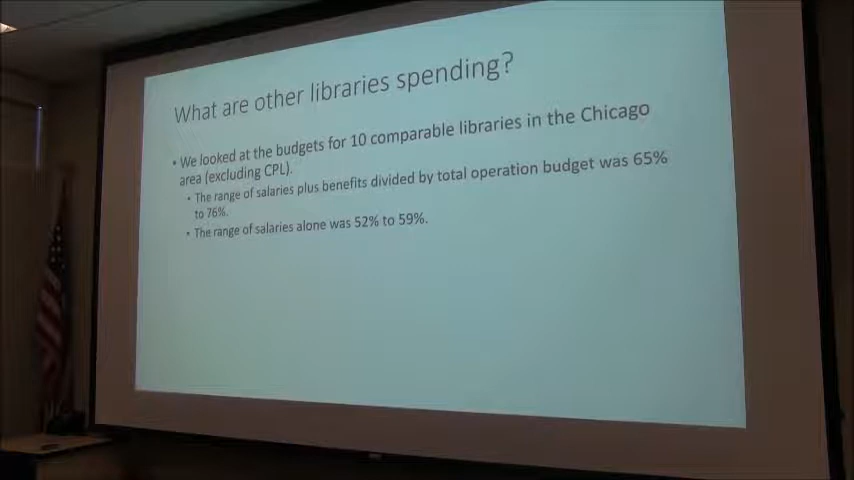 What are other libraries spending?
• We looked at the budgets for 10 comparable libraries in the Chicago
area (excluding CPL).
• The range of salaries plus benefits divided by total operation budget was 65%
to 76%.
• The range of salaries alone was 52% to 59%.